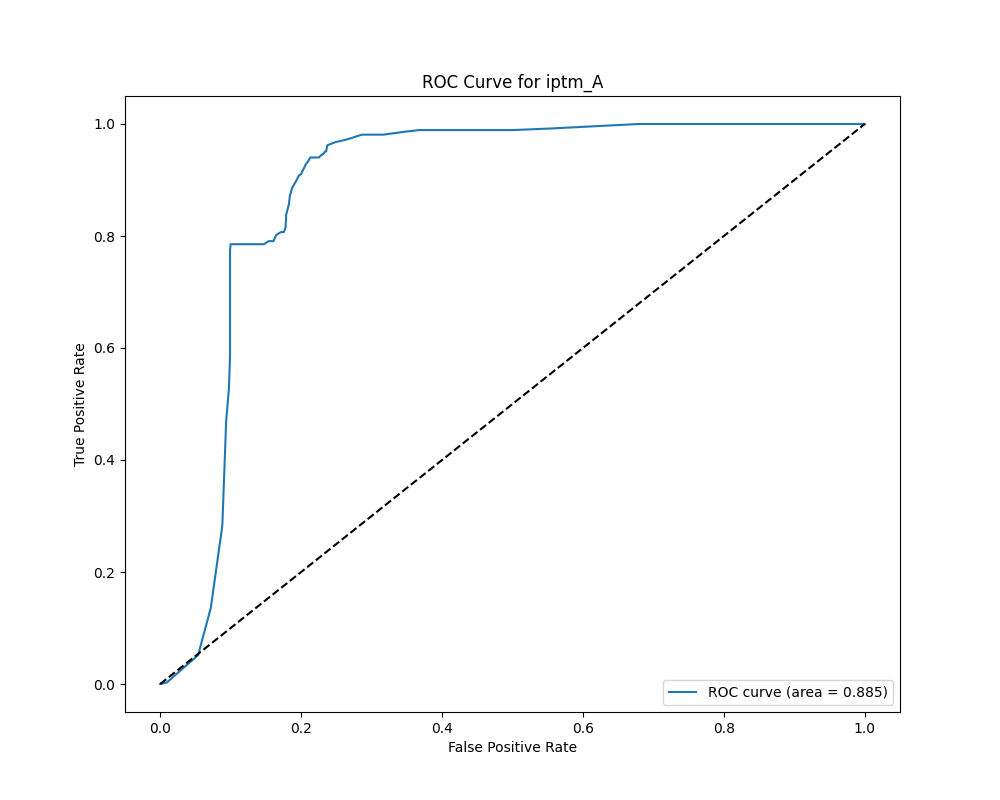 ROC Curve for iptm_A
1.0
0.8
0.6
0.4
0.2
0.0
True Positive Rate
0.0 0.2 0.4 0.6 0.8 1.0
False Positive Rate
ROC curve (area = 0.885)